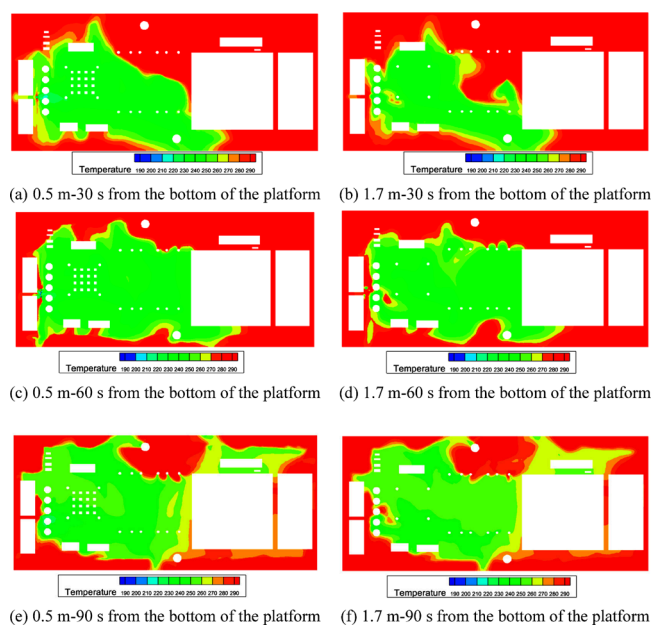 Temperature 190 200 210 220 230 240 250 260 270 280 290
Temperature 190 200 210 220 230 240 250 260 270 280 290
(a) 0.5 m-30 s from the bottom of the platform
(b) 1.7 m-30 s from the bottom of the platform
Temperature 190 200 210 220 230 240 250 260 270 280 290
Temperature 190 200 210 220 230 240 250 260 270 280 290
(c) 0.5 m-60 s from the bottom of the platform
(d) 1.7 m-60 s from the bottom of the platform
Temperature 190 200 210 220 230 240 250 260 270 280 290
Temperature 190 200 210 220 230 240 250 260 270 280 290
(e) 0.5 m-90 s from the bottom of the platform
(f) 1.7 m-90 s from the bottom of the platform